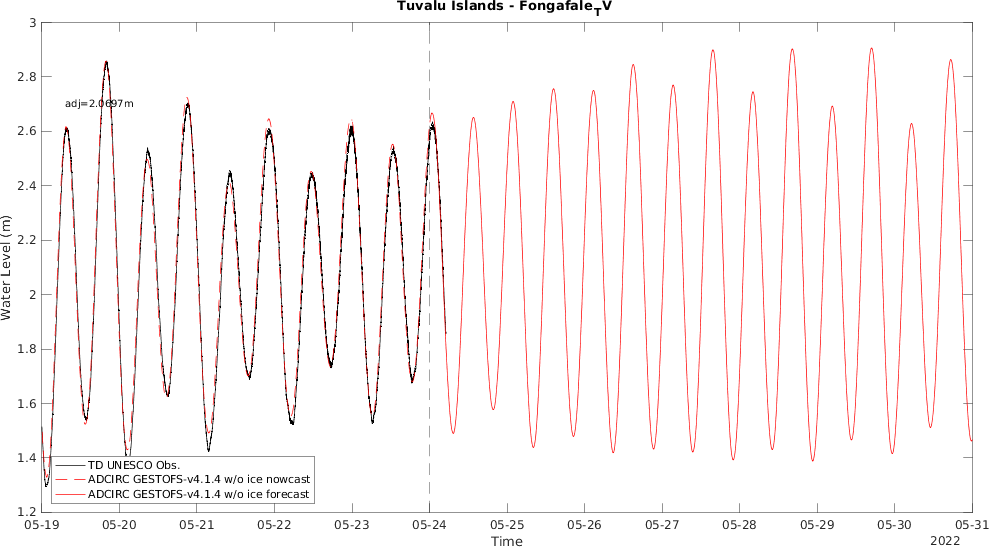 Tuvalu Islands - Fongafale_TV
adj=2.0697m
Water Level (m)
3
2.8
2.6
2.4
2.2
2
1.8
1.6
1.4
1.2
TD UNESCO Obs.
ADCIRC GESTOFS-v4.1.4 w/o ice nowcast
ADCIRC GESTOFS-v4.1.4 w/o ice forecast
05-19 05-20 05-21 05-22 05-23 05-24 05-25 05-26 05-27 05-28 05-29 05-30 05-31
Time
2022